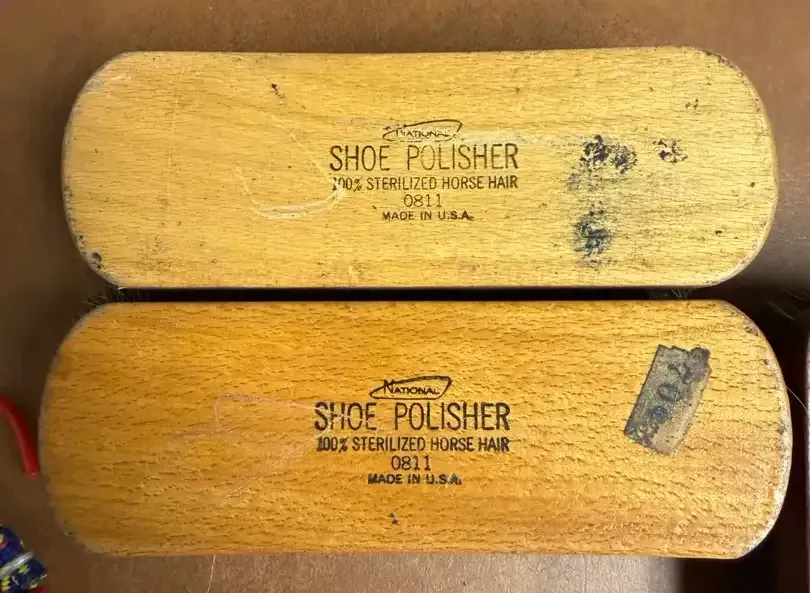 NATIONAL
SHOE POLISHER
100% STERILIZED HORSE HAIR
0811
MADE IN U.S.A.
NATIONAL
SHOE POLISHER
100% STERILIZED HORSE HAIR
0811
MADE IN U.S.A.